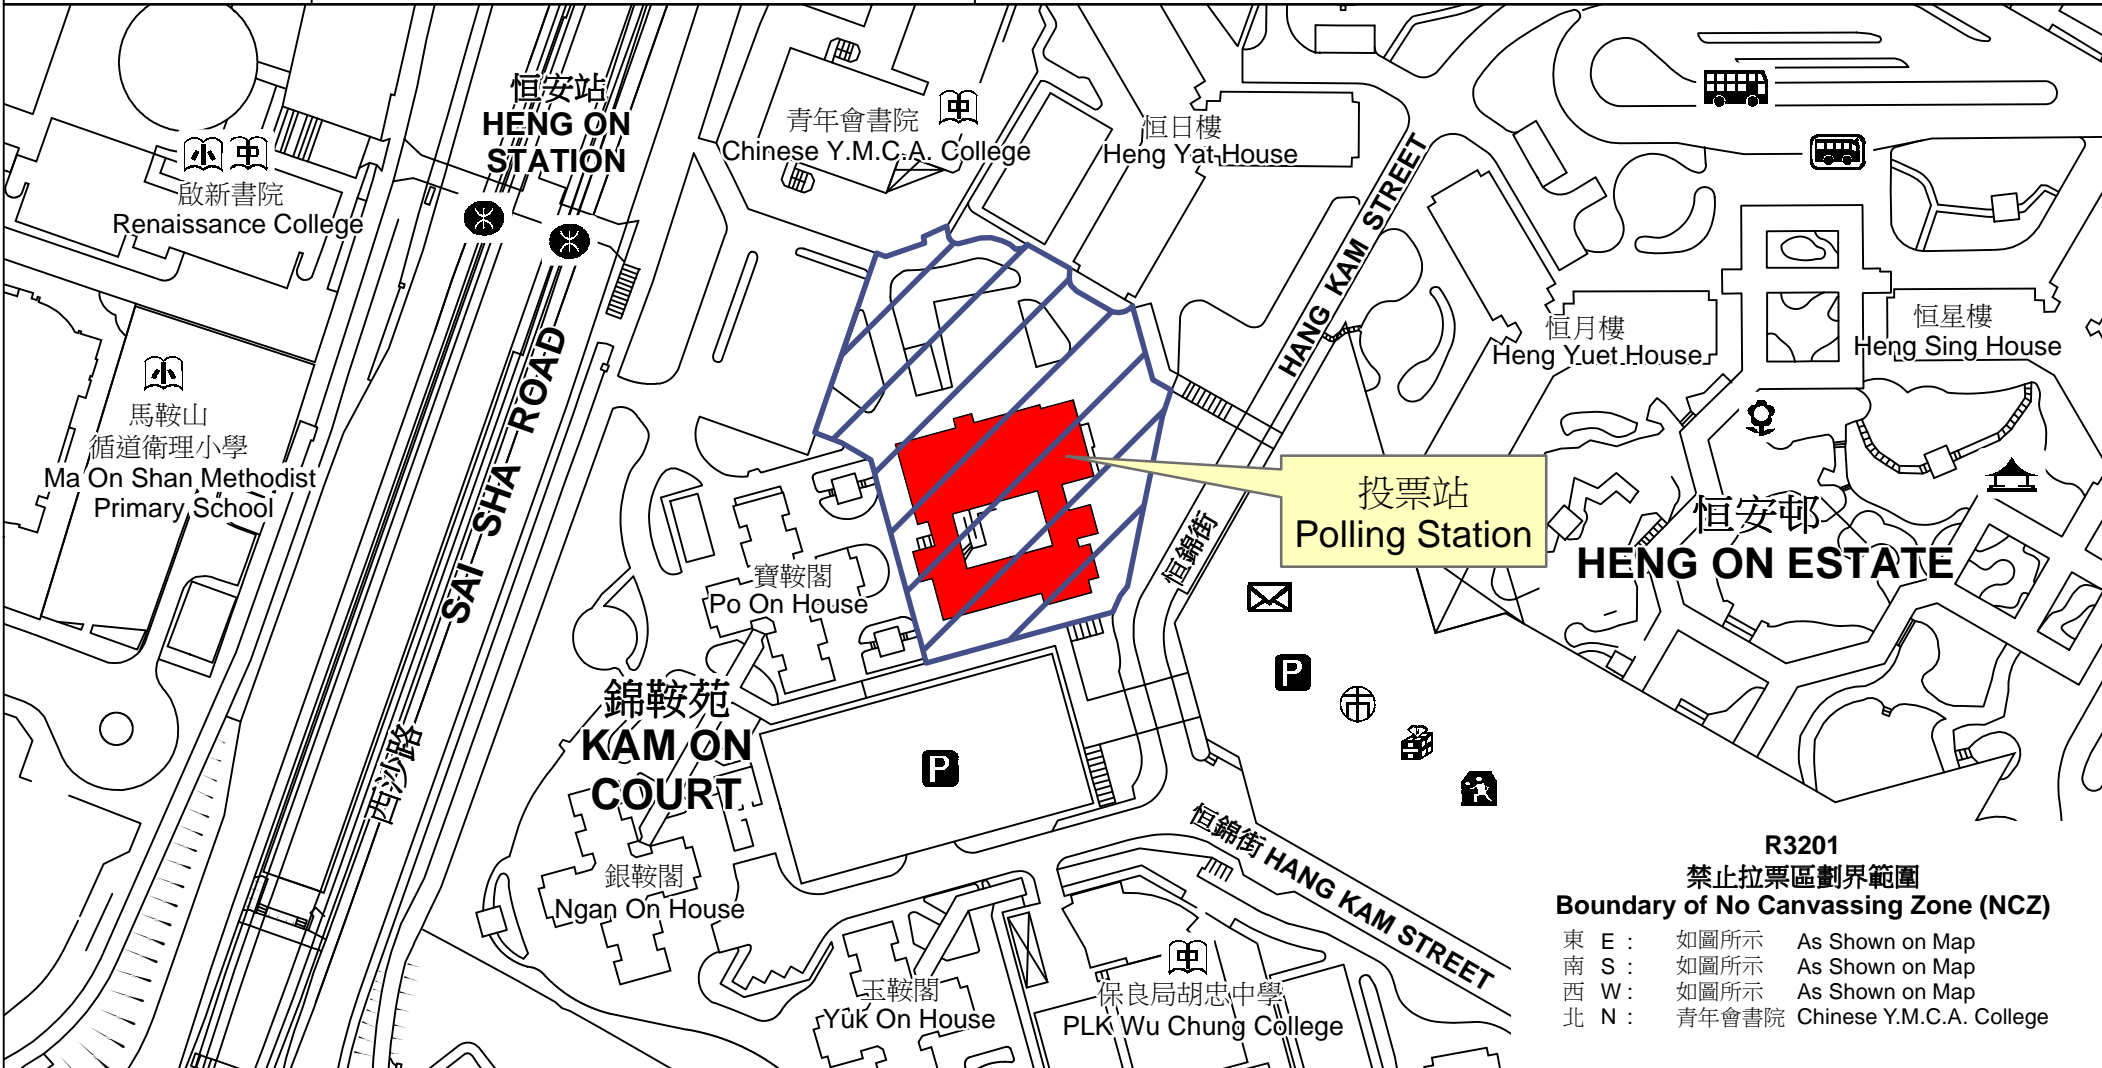 恒安站
HENG ON
STATION
青年會書院
中
Chinese Y.M.C.A. College
恒日樓
Heng Yat House
小 中
啟新書院
Renaissance College
HANG KAM STREET
恒月樓
Heng Yuet House
恒星樓
Heng Sing House
小
馬鞍山
循道衞理小學
Ma On Shan Methodist
Primary School
SAI SHA ROAD
西沙路
投票站
Polling Station
恒錦街
恒安邨
HENG ON ESTATE
寶鞍閣
Po On House
錦鞍苑
KAM ON
COURT
P
P
市
銀鞍閣
Ngan On House
恒錦街 HANG KAM STREET
玉鞍閣
Yuk On House
中
保良局胡忠中學
PLK Wu Chung College
R3201
禁止拉票區劃界範圍
Boundary of No Canvassing Zone (NCZ)
東 E : 如圖所示 As Shown on Map
南 S : 如圖所示 As Shown on Map
西 W : 如圖所示 As Shown on Map
北 N : 青年會書院 Chinese Y.M.C.A. College